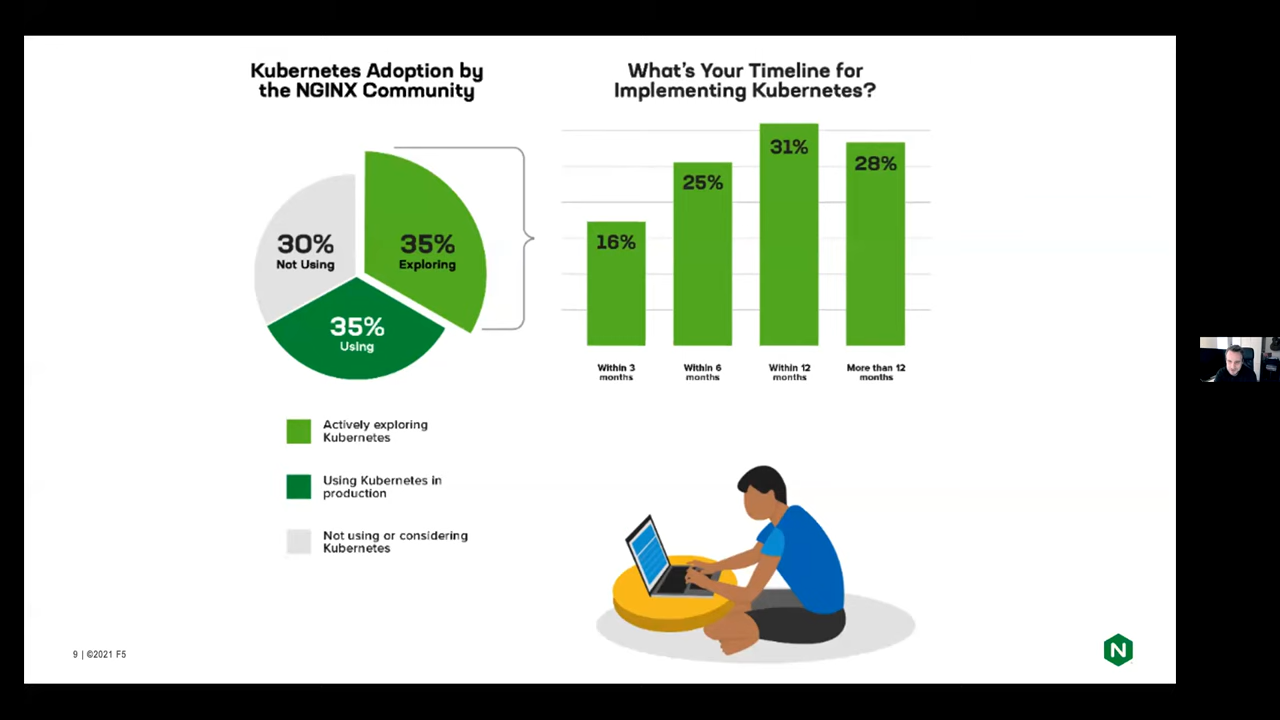 Kubernetes Adoption by
the NGINX Community
30%
Not Using
35%
Exploring
35%
Using
Actively exploring
Kubernetes
Using Kubernetes in
production
Not using or considering
Kubernetes
What's Your Timeline for
Implementing Kubernetes?
16%
25%
31%
28%
Within 3
months
Within 6
months
Within 12
months
More than 12
months
9 | ©2021 F5
N